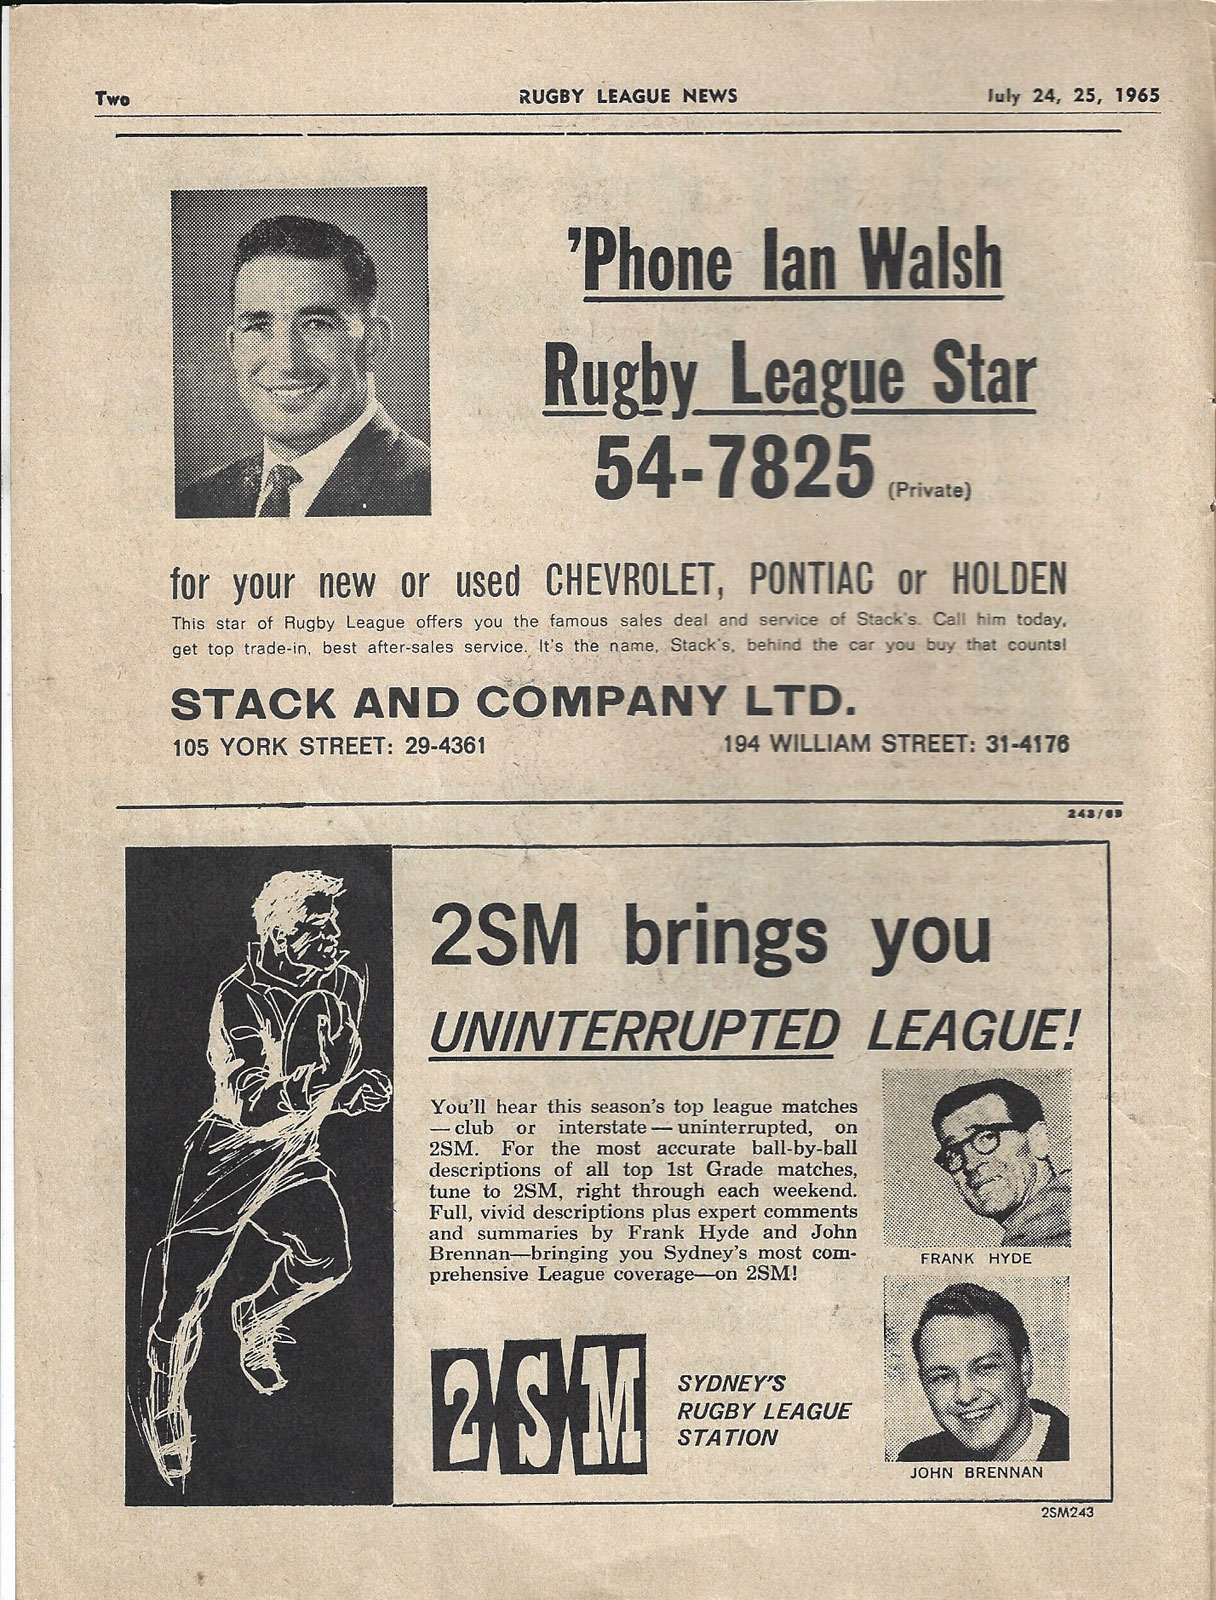 Two
RUGBY LEAGUE NEWS
July 24, 25, 1965
'Phone Ian Walsh
Rugby League Star
54-7825 (Private)
for your new or used CHEVROLET, PONTIAC or HOLDEN
This star of Rugby League offers you the famous sales deal and service of Stack's. Call him today,
get top trade-in, best after-sales service. It's the name, Stack's, behind the car you buy that counts!
STACK AND COMPANY LTD.
105 YORK STREET: 29-4361
194 WILLIAM STREET: 31-4176
2SM brings you
UNINTERRUPTED LEAGUE!
You'll hear this season's top league matches
—club or interstate—uninterrupted, on
2SM. For the most accurate ball-by-ball
descriptions of all top 1st Grade matches,
tune to 2SM, right through each weekend.
Full, vivid descriptions plus expert comments
and summaries by Frank Hyde and John
Brennan—bringing you Sydney's most com-
prehensive League coverage—on 2SM!
FRANK HYDE
2SM
SYDNEY'S
RUGBY LEAGUE
STATION
JOHN BRENNAN
2SM243